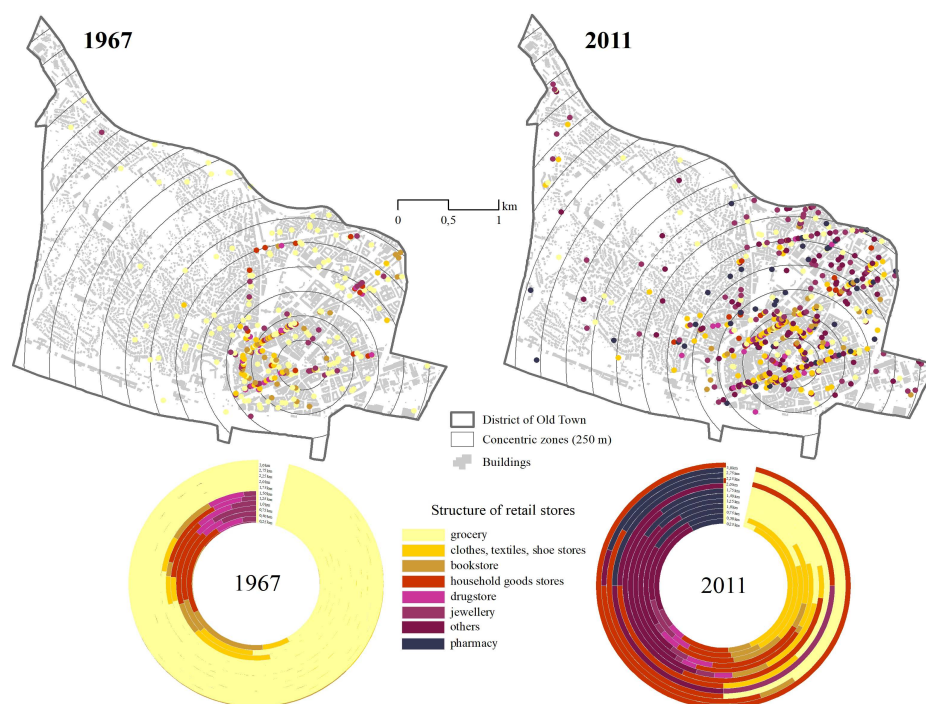 1967
2011
km
0
0,5
1
District of Old Town
Concentric zones (250 m)
Buildings
Structure of retail stores
grocery
clothes, textiles, shoe stores
bookstore
household goods stores
drugstore
jewellery
others
pharmacy
1967
2011